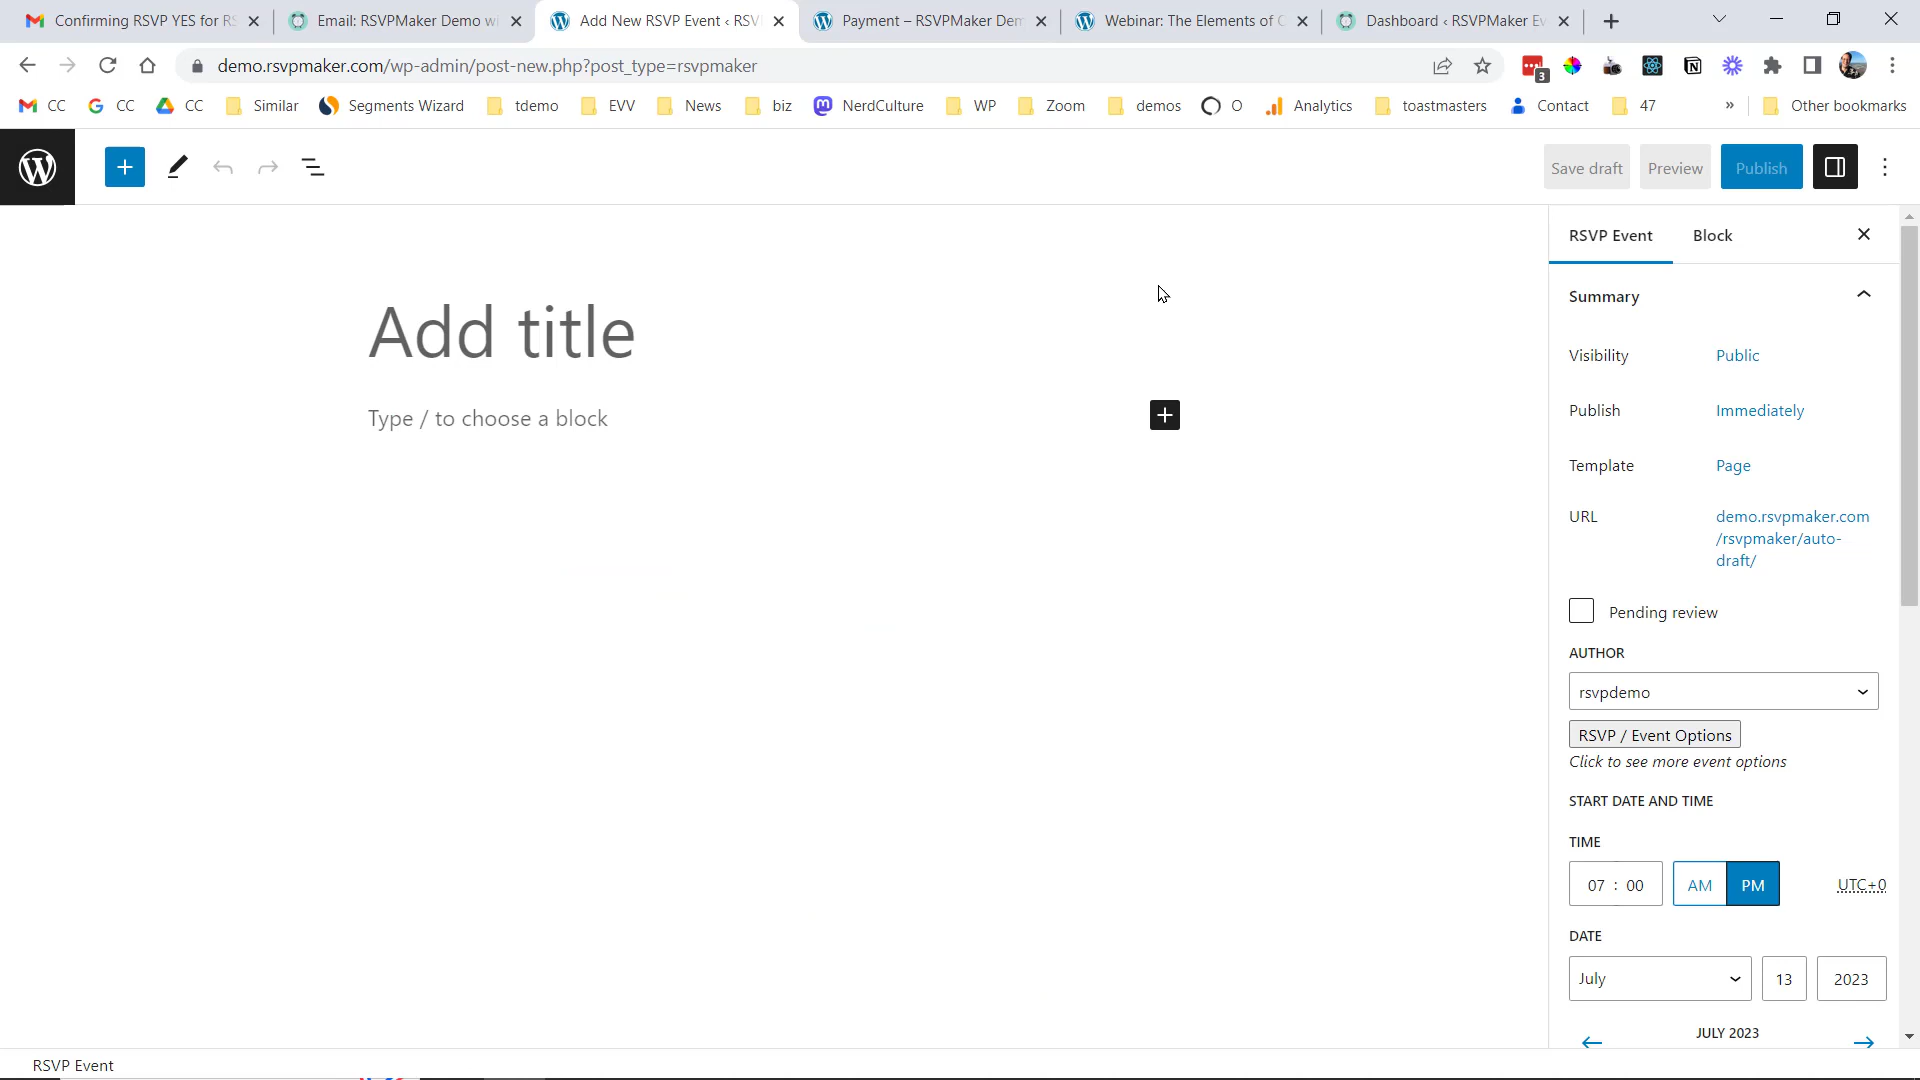 Confirming RSVP YES for RS
Email: RSVPMaker Demo wi
Add New RSVP Event ‹ RSV
Payment – RSVPMaker Dem
Webinar: The Elements of C
Dashboard ‹ RSVPMaker Ev
demo.rsvpmaker.com/wp-admin/post-new.php?post_type=rsvpmaker
3
CC
CC
CC
Similar
Segments Wizard
tdemo
EVV
News
biz
NerdCulture
WP
Zoom
demos
O
Analytics
toastmasters
Contact
47
»
Other bookmarks
Save draft
Preview
Publish
RSVP Event
Block
Add title
Type / to choose a block
Summary
Visibility
Public
Publish
Immediately
Template
Page
URL
demo.rsvpmaker.com
/rsvpmaker/auto-
draft/
Pending review
AUTHOR
rsvpdemo
RSVP / Event Options
Click to see more event options
START DATE AND TIME
TIME
07 : 00
AM
PM
UTC+0
DATE
July
13
2023
JULY 2023
RSVP Event